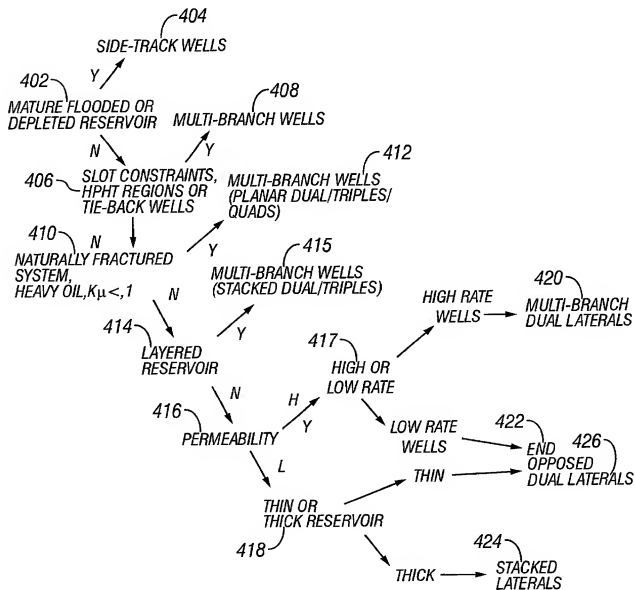 404
SIDE-TRACK WELLS
402
Y
MATURE FLOODED OR
DEPLETED RESERVOIR
408
MULTI-BRANCH WELLS
N
Y
406
SLOT CONSTRAINTS,
HPHT REGIONS OR
TIE-BACK WELLS
412
MULTI-BRANCH WELLS
(PLANAR DUAL/TRIPLES/
QUADS)
410
N
Y
NATURALLY FRACTURED
SYSTEM,
HEAVY OIL,Kμ<,1
415
MULTI-BRANCH WELLS
(STACKED DUAL/TRIPLES)
N
Y
414
LAYERED
RESERVOIR
N
417
HIGH OR
LOW RATE
HIGH RATE
WELLS
420
MULTI-BRANCH
DUAL LATERALS
416
PERMEABILITY
H
Y
L
LOW RATE
WELLS
422
END
426
OPPOSED
DUAL LATERALS
THIN
THIN OR
THICK RESERVOIR
418
THICK
424
STACKED
LATERALS